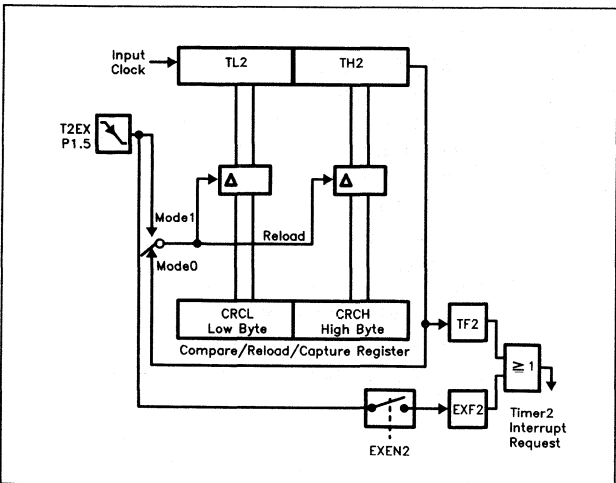 Input
Clock
TL2
TH2
T2EX
P1.5
Δ
Δ
Mode1
Reload
Mode0
CRCL
Low Byte
CRCH
High Byte
Compare/Reload/Capture Register
TF2
≥ 1
EXF2
EXEN2
Timer2
Interrupt
Request